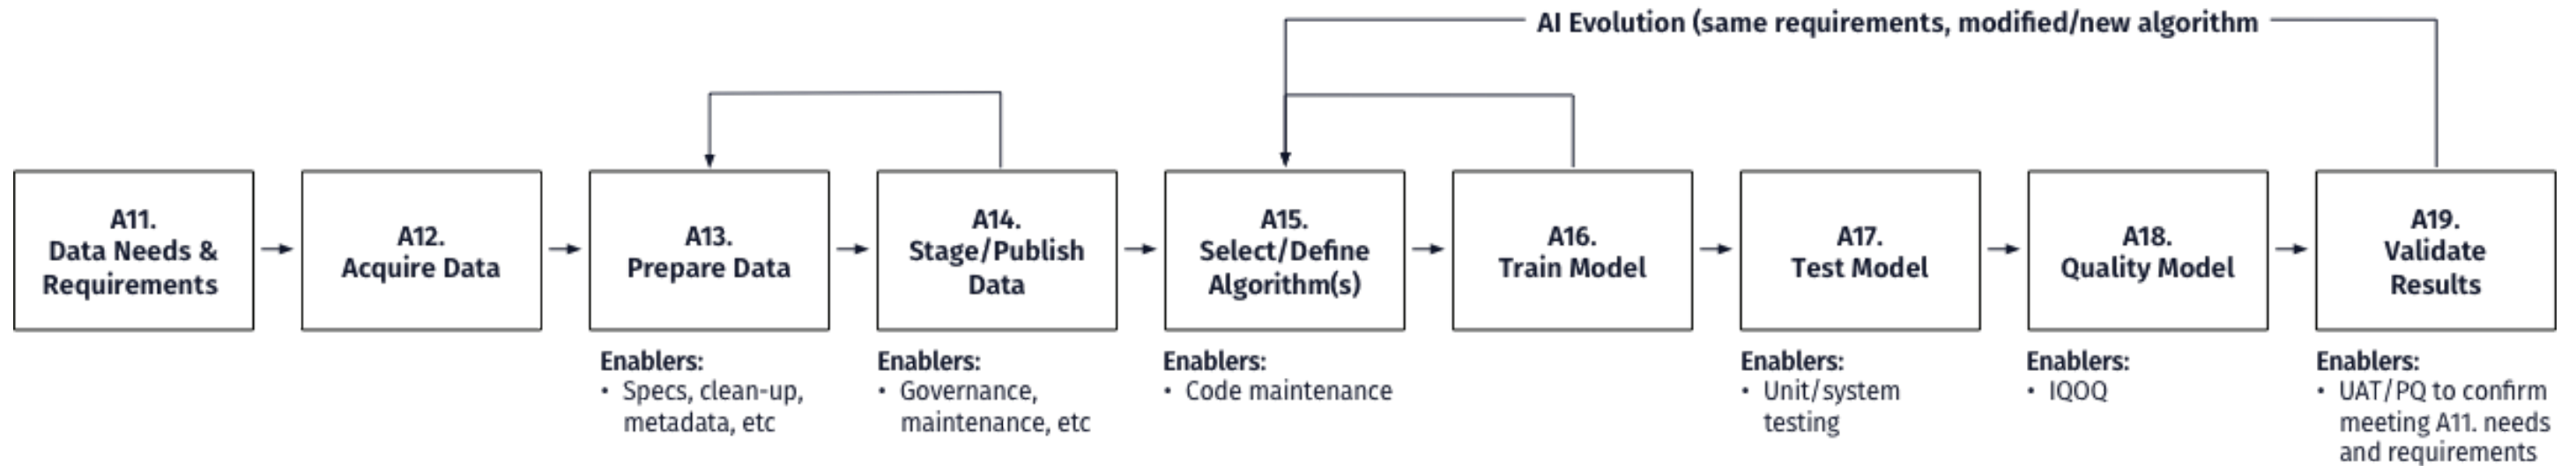 AI Evolution (same requirements, modified/new algorithm
A11.
Data Needs &
Requirements
A12.
Acquire Data
A13.
Prepare Data
A14.
Stage/Publish
Data
A15.
Select/Define
Algorithm(s)
A16.
Train Model
A17.
Test Model
A18.
Quality Model
A19.
Validate
Results
Enablers:
• Specs, clean-up,
metadata, etc
Enablers:
• Governance,
maintenance, etc
Enablers:
• Code maintenance
Enablers:
• Unit/system
testing
Enablers:
• IQOQ
Enablers:
• UAT/PQ to confirm
meeting A11. needs
and requirements